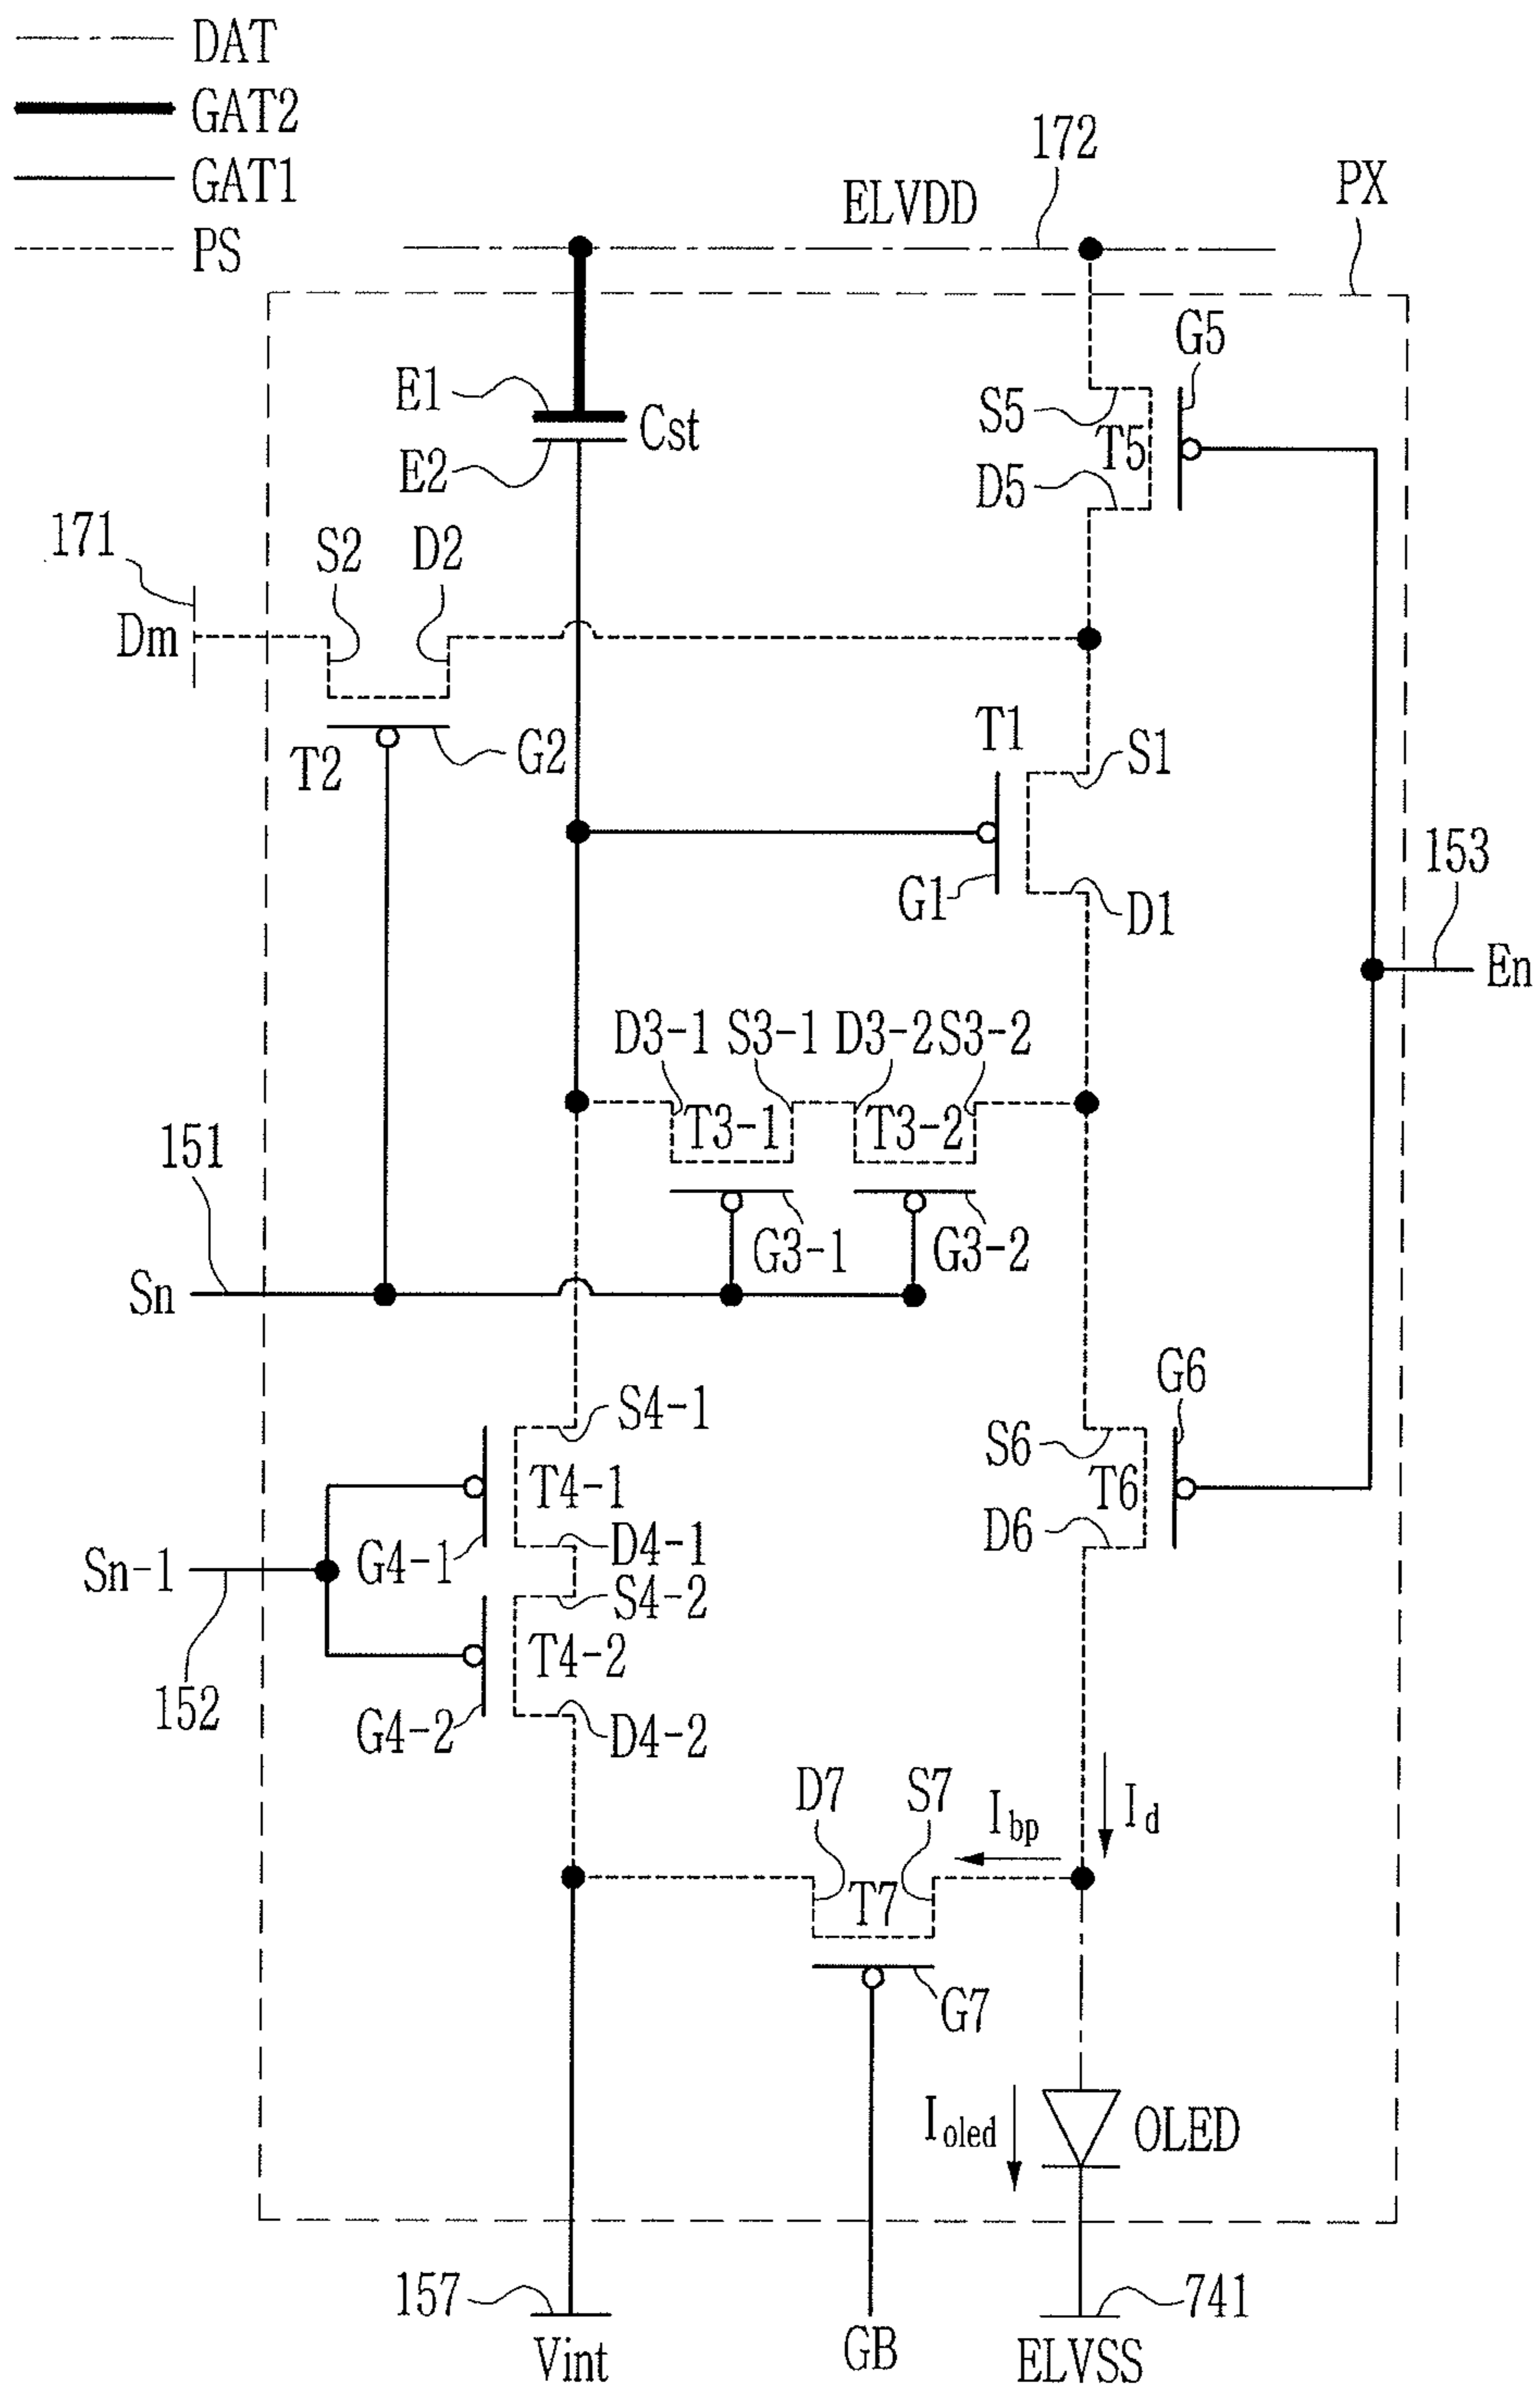 DAT
GAT2
GAT1
PS
172
ELVDD
PX
G5
E1
S5
Cst
T5
E2
D5
171
S2
D2
Dm
T1
S1
G2
T2
153
G1
D1
En
D3-1
S3-1
D3-2
S3-2
T3-1
T3-2
151
G3-1
G3-2
Sn
G6
S4-1
S6
T4-1
T6
D4-1
D6
G4-1
Sn-1
S4-2
T4-2
152
G4-2
D4-2
D7
S7
Ibp
Id
T7
G7
Ioled
OLED
157
741
Vint
GB
ELVSS